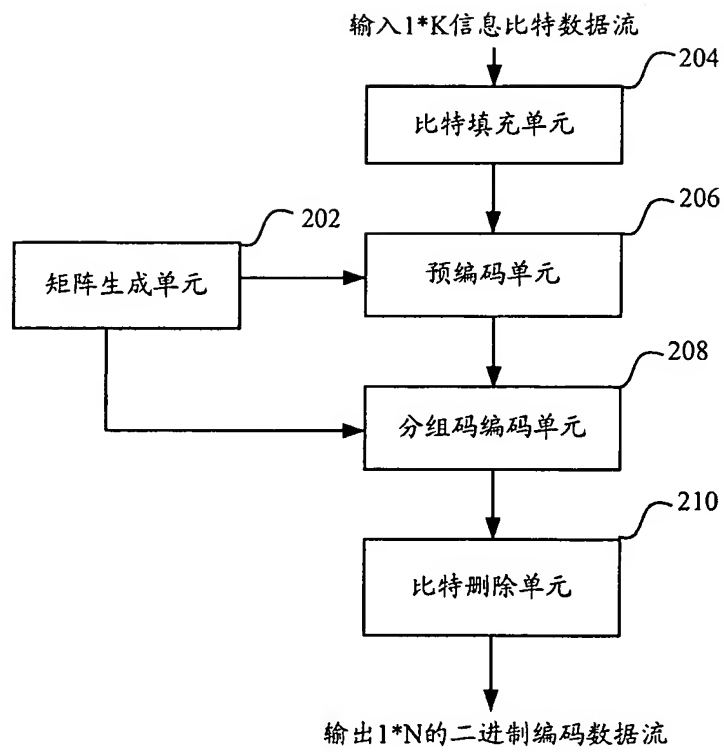 输入1*K信息比特数据流
204
比特填充单元
206
202
矩阵生成单元
预编码单元
208
分组码编码单元
210
比特删除单元
输出1*N的二进制编码数据流